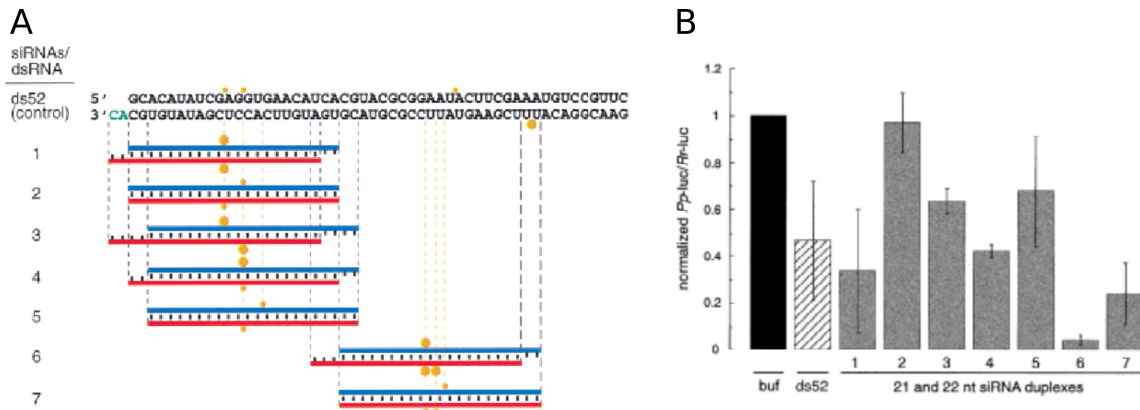 A
siRNAs/
dsRNA
ds52 5' GCACAUAUCGAGGUGAACAUCACGUACGCGGAAUACUUCGAAAUGUCCGUUC
(control) 3' CACGUGUAUAGCUCCACUUGUAGUGCAUGCGCCUUAUGAAGCUUUACAGGCAAG
1
2
3
4
5
6
7
B
normalized Pp-luc/Rr-luc
1.2
1
0.8
0.6
0.4
0.2
0
1 2 3 4 5 6 7
buf ds52 21 and 22 nt siRNA duplexes